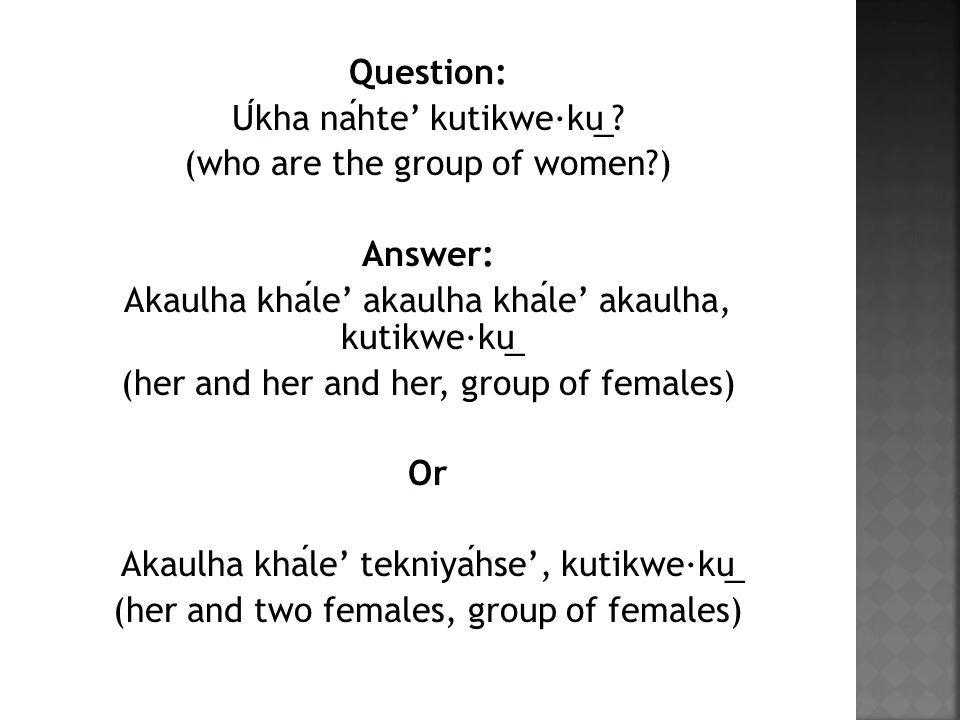 Question:
Úkha náhte’ kutikwe·ku̲?
(who are the group of women?)
Answer:
Akaulha khále’ akaulha khále’ akaulha,
kutikwe·ku̲
(her and her and her, group of females)
Or
Akaulha khále’ tekniyáhse’, kutikwe·ku̲
(her and two females, group of females)